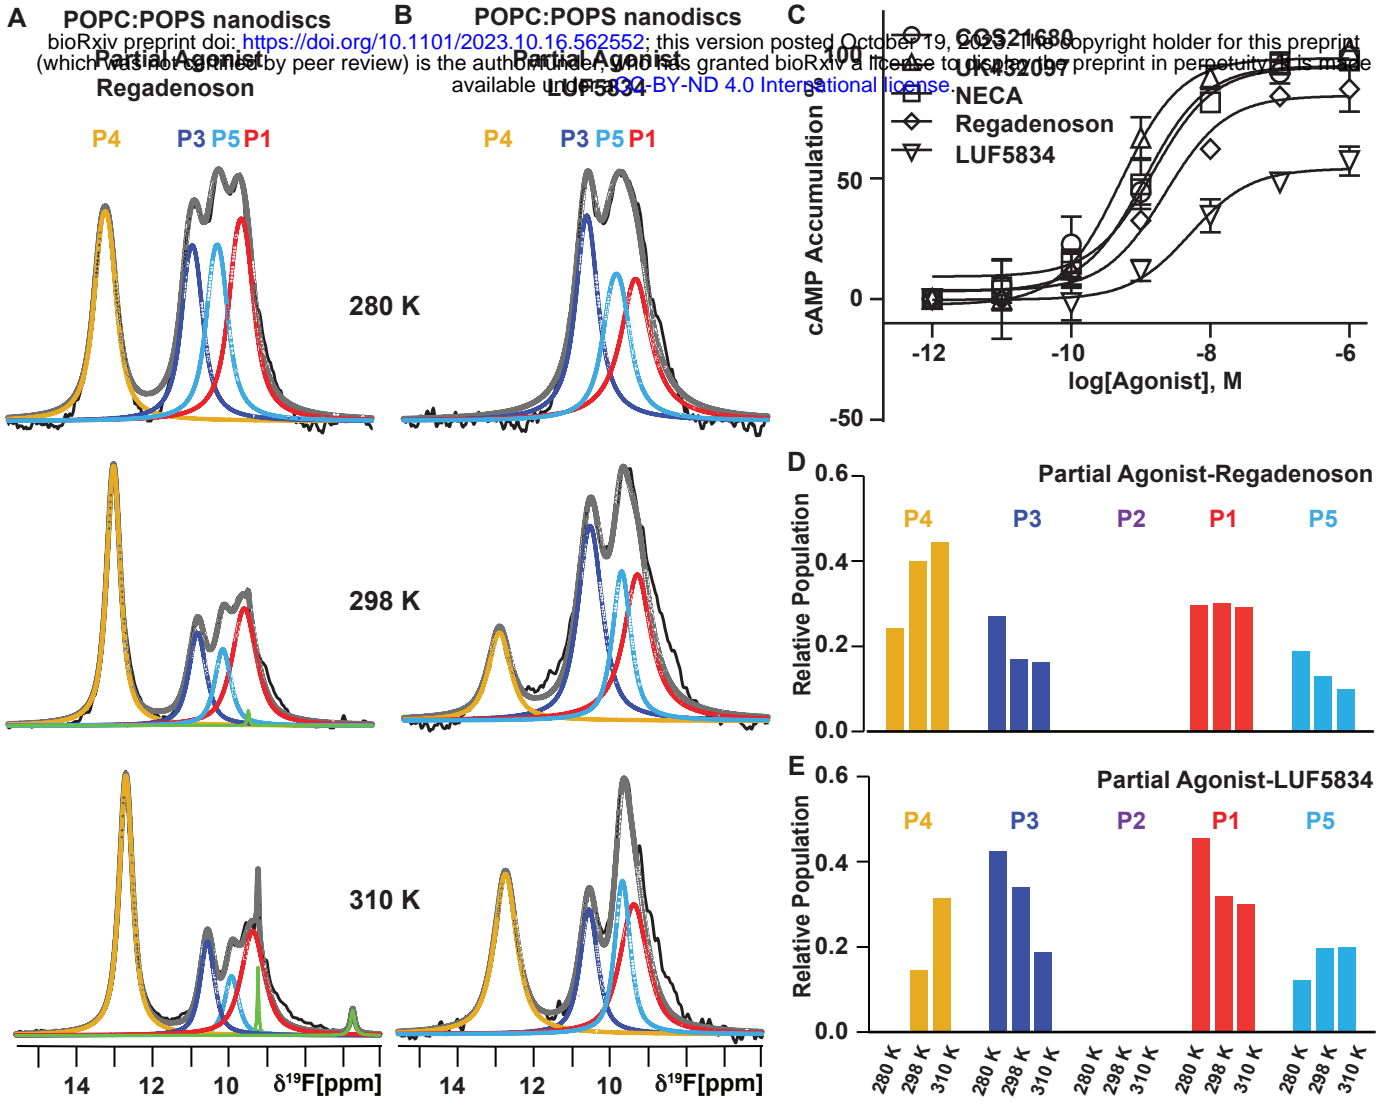 A
POPC:POPS nanodiscs
B
POPC:POPS nanodiscs
C
bioRxiv preprint doi: https://doi.org/10.1101/2023.10.16.562552; this version posted October 19, 2023. The copyright holder for this preprint
(which was not certified by peer review) is the author/funder, who has granted bioRxiv a license to display the preprint in perpetuity. It is made
available under a CC-BY-ND 4.0 International license.
Partial Agonist
Regadenoson
Partial Agonist
LUF5834
P4 P3 P5 P1
P4 P3 P5 P1
280 K
298 K
310 K
14 12 10 δ¹⁹F[ppm]
14 12 10 δ¹⁹F[ppm]
CGS21680
UK432097
NECA
Regadenoson
LUF5834
cAMP Accumulation
100
50
0
-50
-12 -10 -8 -6
log[Agonist], M
D
Partial Agonist-Regadenoson
P4 P3 P2 P1 P5
Relative Population
0.6
0.4
0.2
0.0
E
Partial Agonist-LUF5834
P4 P3 P2 P1 P5
Relative Population
0.6
0.4
0.2
0.0
280 K 298 K 310 K 280 K 298 K 310 K 280 K 298 K 310 K 280 K 298 K 310 K 280 K 298 K 310 K